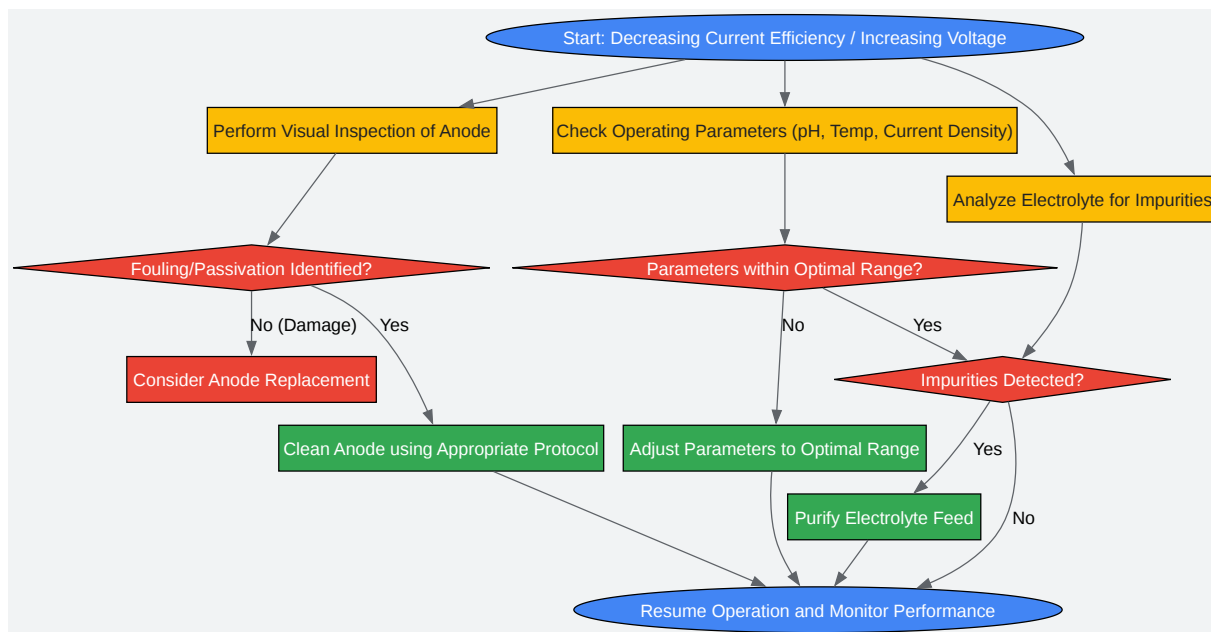 Start: Decreasing Current Efficiency / Increasing Voltage
Perform Visual Inspection of Anode
Check Operating Parameters (pH, Temp, Current Density)
Analyze Electrolyte for Impurities
Fouling/Passivation Identified?
Parameters within Optimal Range?
No (Damage)
Yes
No
Yes
Consider Anode Replacement
Impurities Detected?
Clean Anode using Appropriate Protocol
Adjust Parameters to Optimal Range
Yes
Purify Electrolyte Feed
No
Resume Operation and Monitor Performance